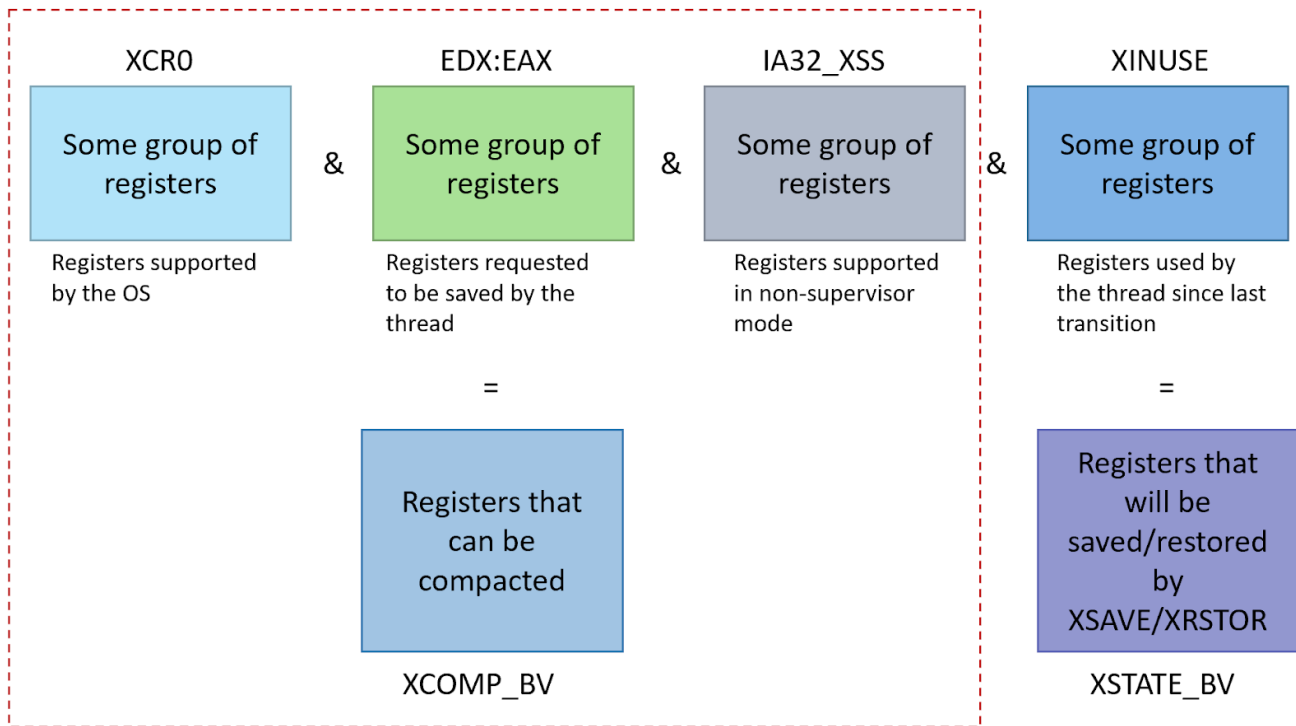 XCR0
EDX:EAX
IA32_XSS
XINUSE
Some group of
registers
&
Some group of
registers
&
Some group of
registers
&
Some group of
registers
Registers supported
by the OS
Registers requested
to be saved by the
thread
Registers supported
in non-supervisor
mode
Registers used by
the thread since last
transition
=
=
Registers that
can be
compacted
Registers that
will be
saved/restored
by
XSAVE/XRSTOR
XCOMP_BV
XSTATE_BV